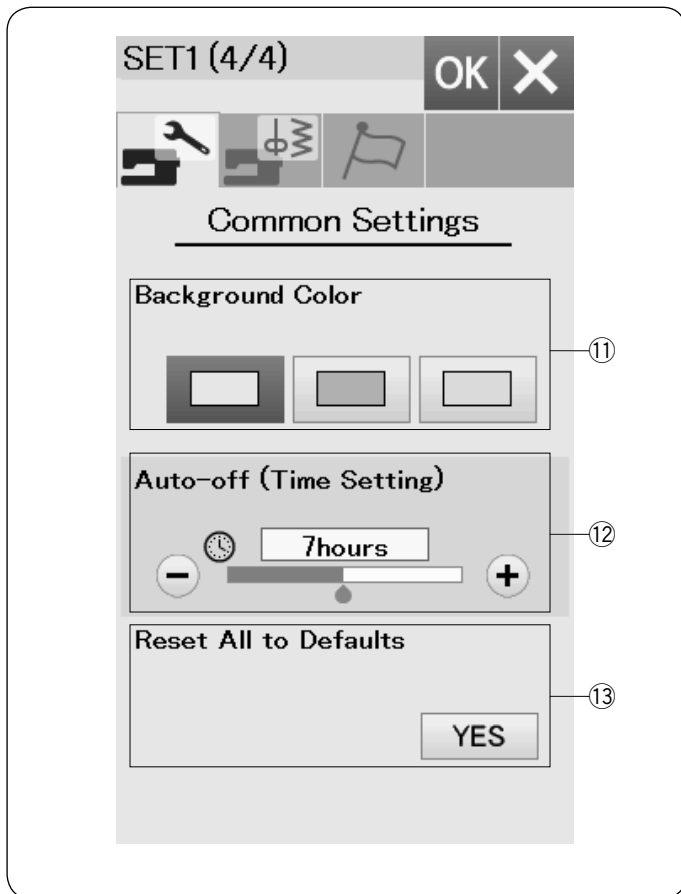 SET1 (4/4)
OK
Common Settings
Background Color
⑪
Auto-off (Time Setting)
7hours
⑫
Reset All to Defaults
YES
⑬